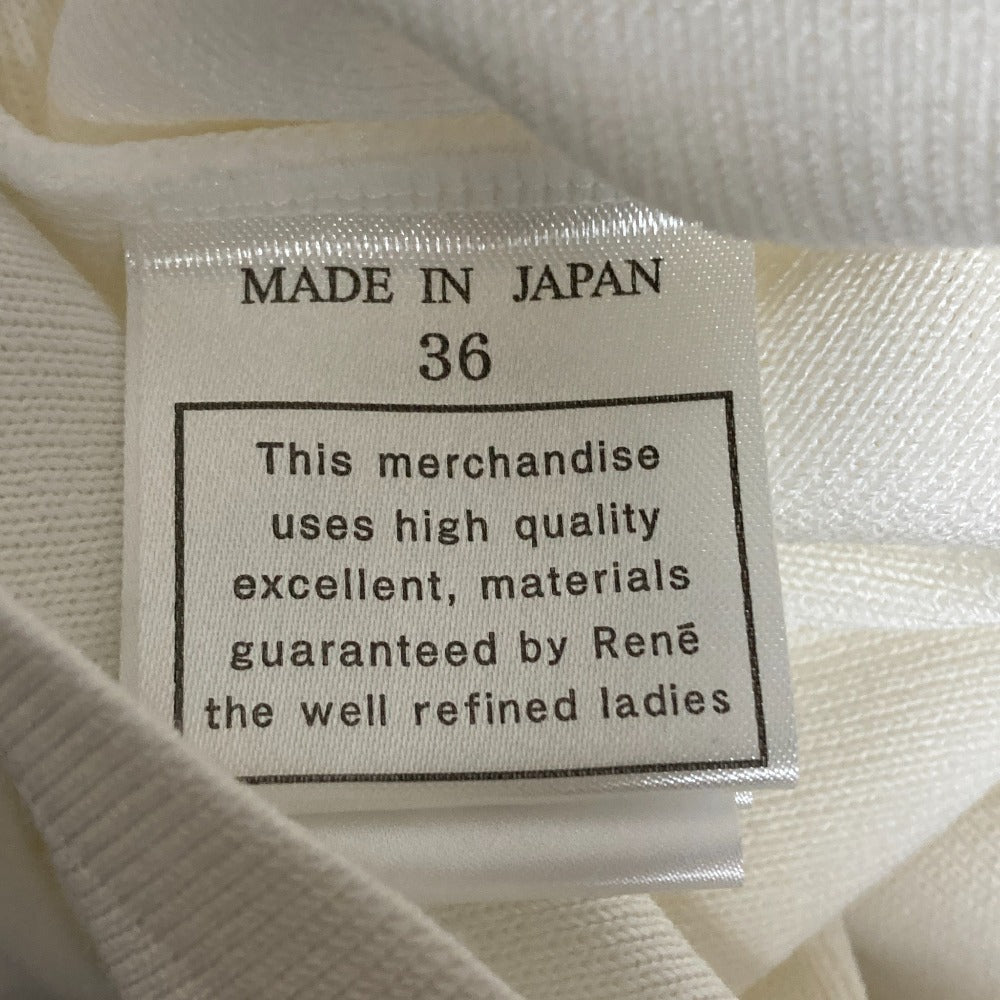 MADE IN JAPAN
36
This merchandise
uses high quality
excellent, materials
guaranteed by Renē
the well refined ladies